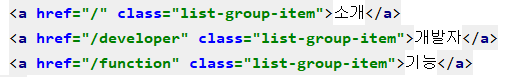 <a href="/" class="list-group-item">소개</a>
<a href="/developer" class="list-group-item">개발자</a>
<a href="/function" class="list-group-item">기능</a>